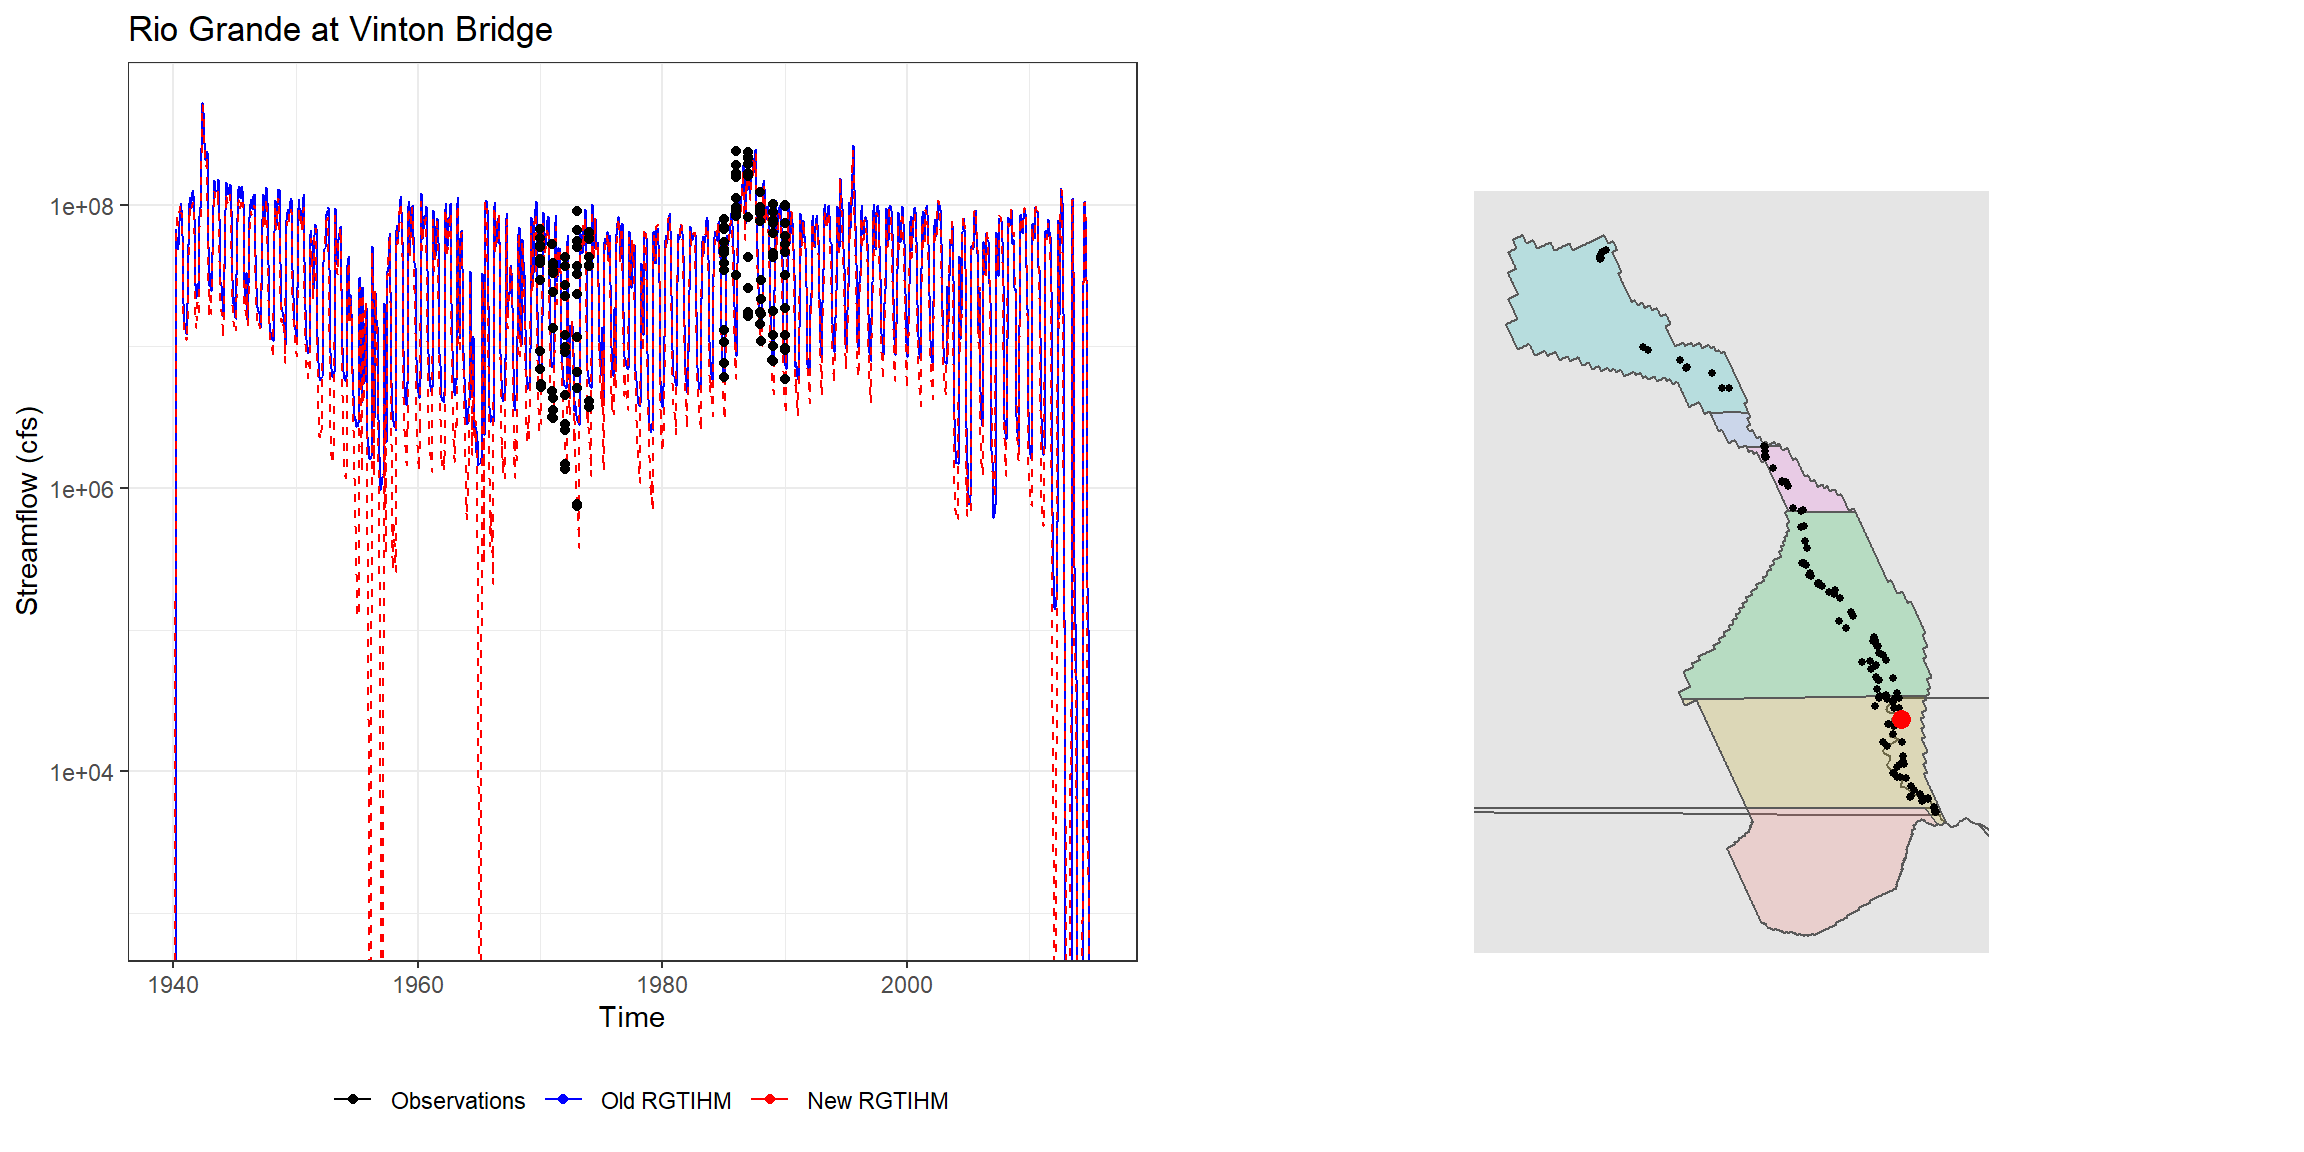 Rio Grande at Vinton Bridge
Streamflow (cfs)
1e+08
1e+06
1e+04
1940 1960 1980 2000
Time
Observations Old RGTIHM New RGTIHM